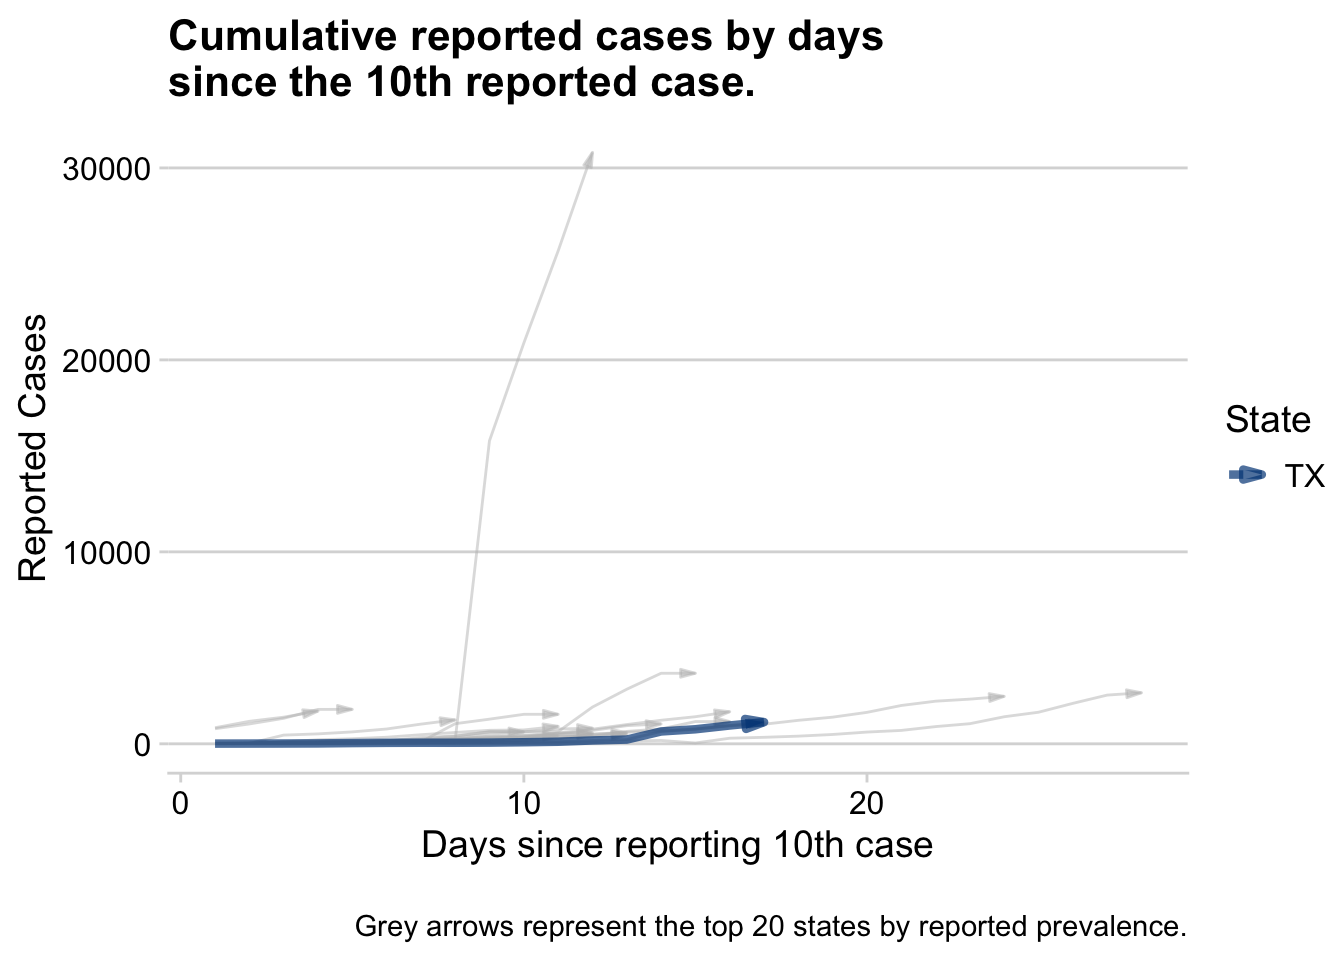 Cumulative reported cases by days
since the 10th reported case.
30000
20000
10000
0
Reported Cases
0 10 20
Days since reporting 10th case
State
TX
Grey arrows represent the top 20 states by reported prevalence.